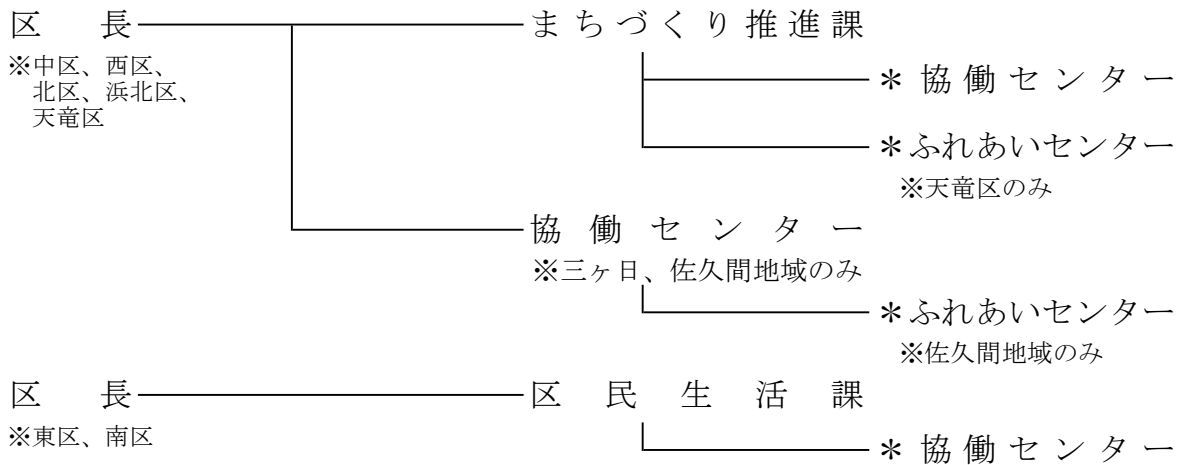 区長 まちづくり推進課
※中区、西区、
北区、浜北区、
天竜区
＊協働センター
＊ふれあいセンター
※天竜区のみ
協働センター
※三ヶ日、佐久間地域のみ
＊ふれあいセンター
※佐久間地域のみ
区長 区民生活課
※東区、南区
＊協働センター